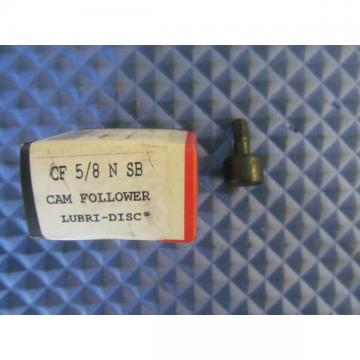 CF 5/8 N SB
CAM FOLLOWER
LUBRI-DISC®